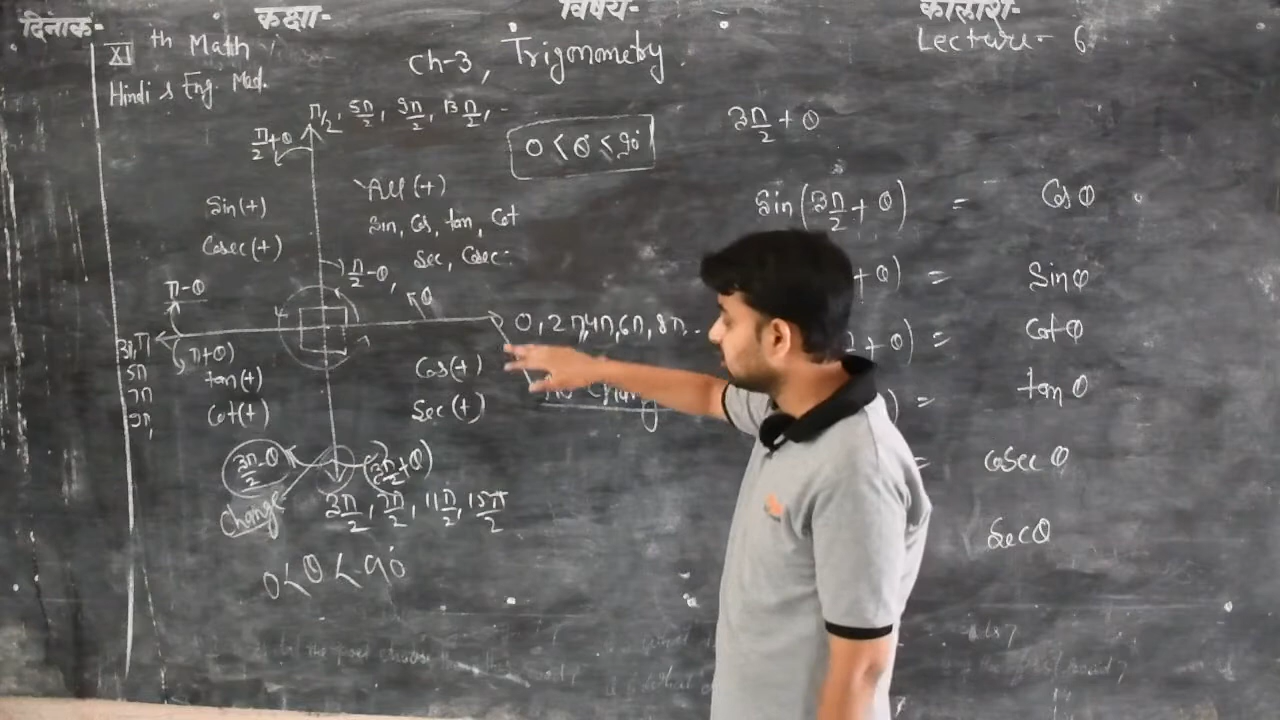 दिनांक-
कक्षा-
विषय-
कालांश-
XI th Math
Hindi & Eng. Med.
Ch-3, Trigonometry.
Lecture- 6
π/2, 5π/2, 9π/2, 13π/2, -
π/2+θ
0<θ<90°
3π/2 + θ
Sin(+)
Cosec(+)
All(+)
Sin, Cos, tan, Cot
Sec, Cosec
π/2-θ,
θ
π-θ
0, 2π, 4π, 6π, 8π..
3π, π
5π
7π
9π,
π+θ)
tan(+)
Cot(+)
Cos(+)
Sec(+)
No Chang
3π/2-θ
(3π/2+θ)
Change
3π/2, 7π/2, 11π/2, 15π/2
0<θ<90°
Sin(3π/2+θ) = Cosθ
+θ) = Sinθ
+θ) = Cotθ
) = tanθ
= Cosecθ
Secθ